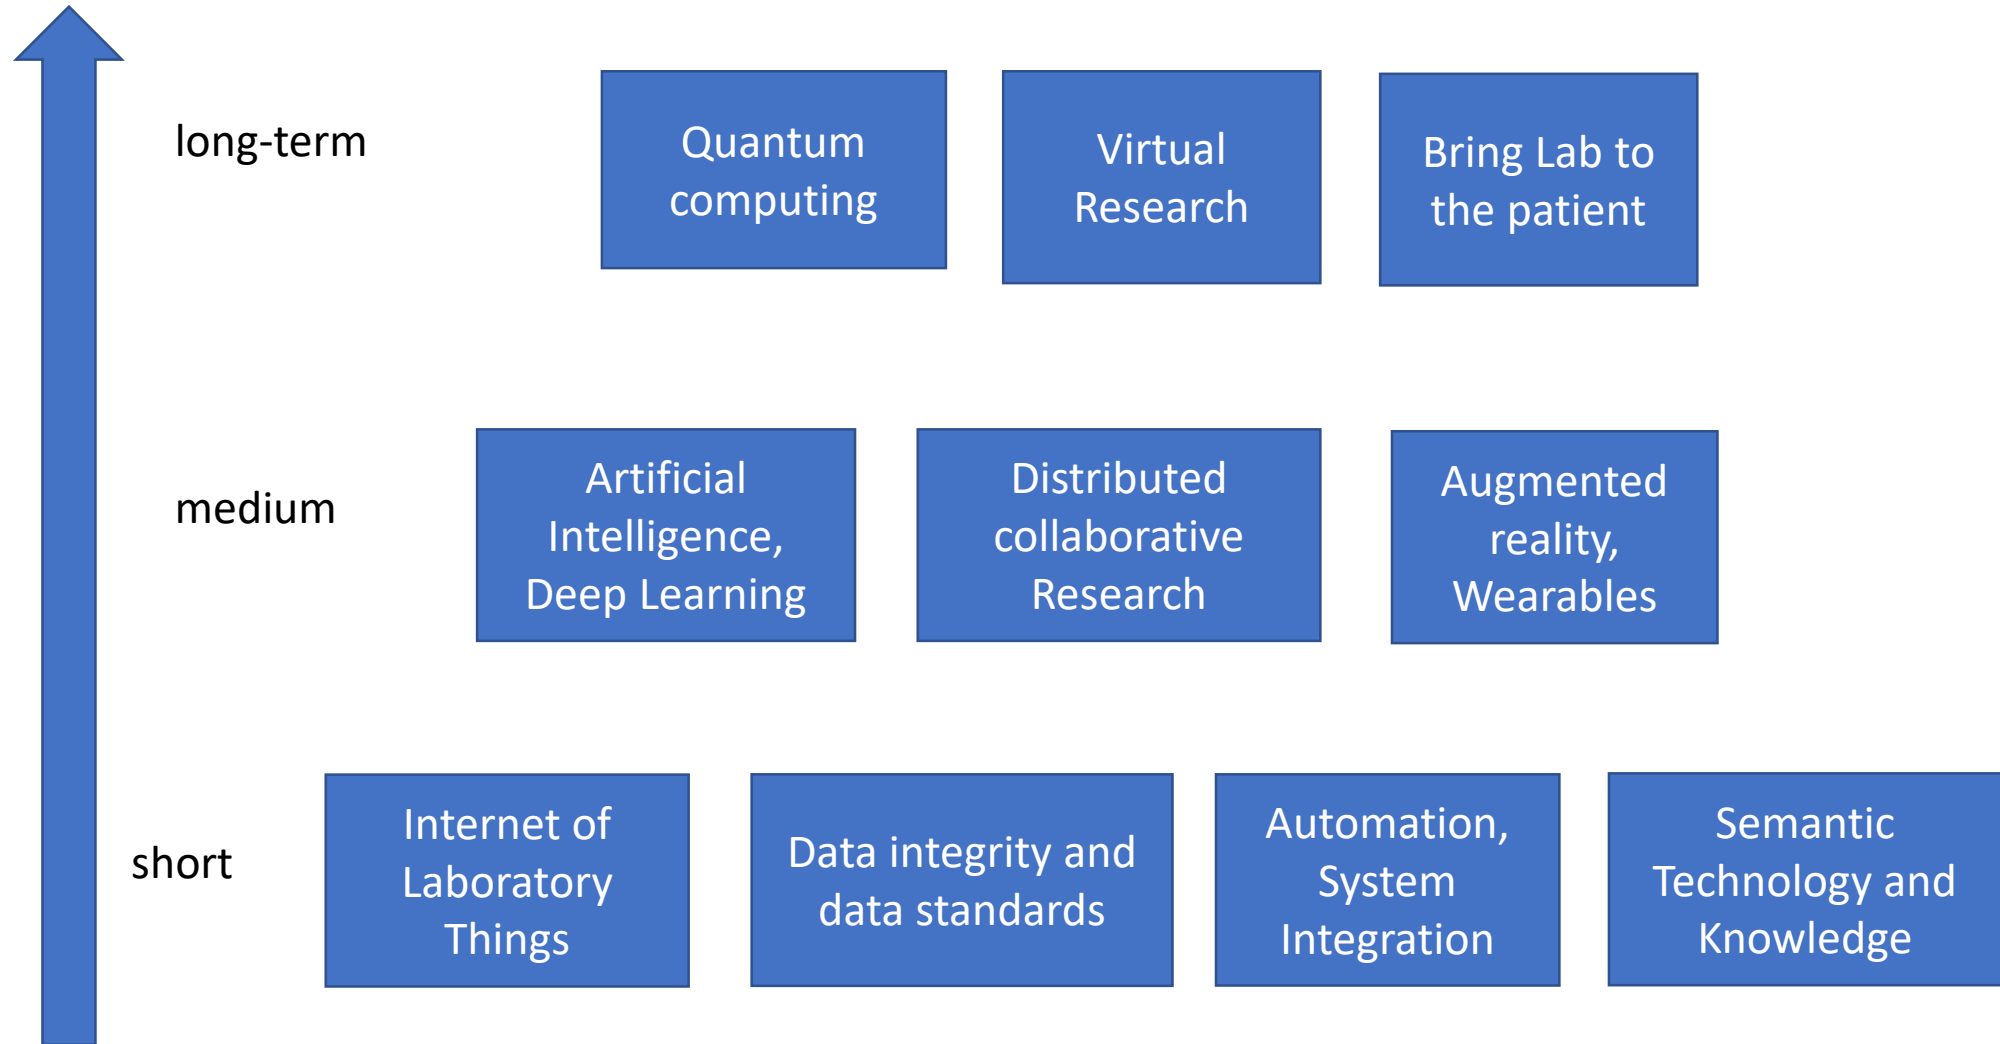 long-term
Quantum
computing
Virtual
Research
Bring Lab to
the patient
medium
Artificial
Intelligence,
Deep Learning
Distributed
collaborative
Research
Augmented
reality,
Wearables
short
Internet of
Laboratory
Things
Data integrity and
data standards
Automation,
System
Integration
Semantic
Technology and
Knowledge